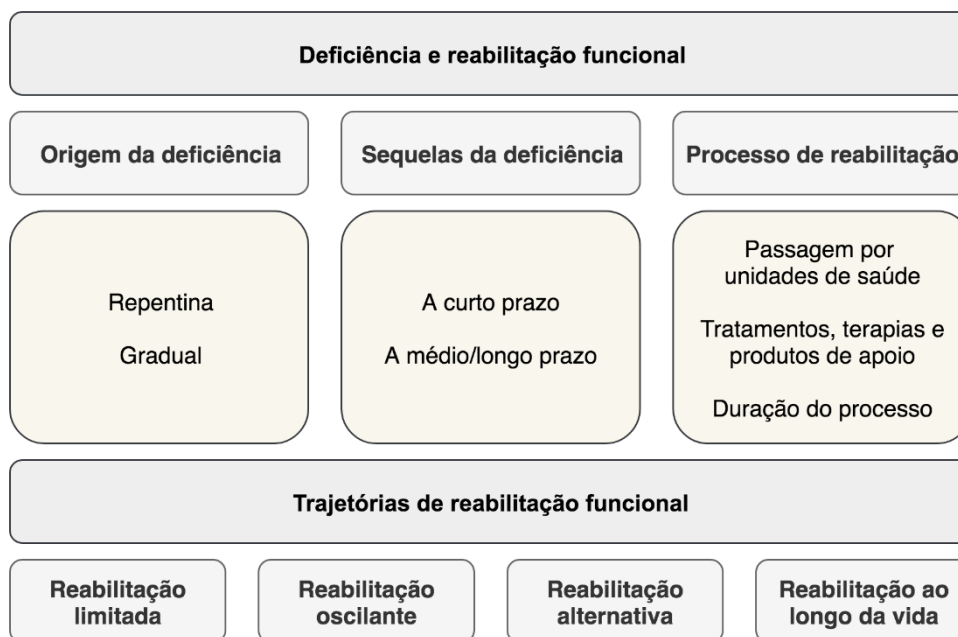 Deficiência e reabilitação funcional
Origem da deficiência
Sequelas da deficiência
Processo de reabilitação
Repentina
Gradual
A curto prazo
A médio/longo prazo
Passagem por
unidades de saúde
Tratamentos, terapias e
produtos de apoio
Duração do processo
Trajetórias de reabilitação funcional
Reabilitação
limitada
Reabilitação
oscilante
Reabilitação
alternativa
Reabilitação ao
longo da vida